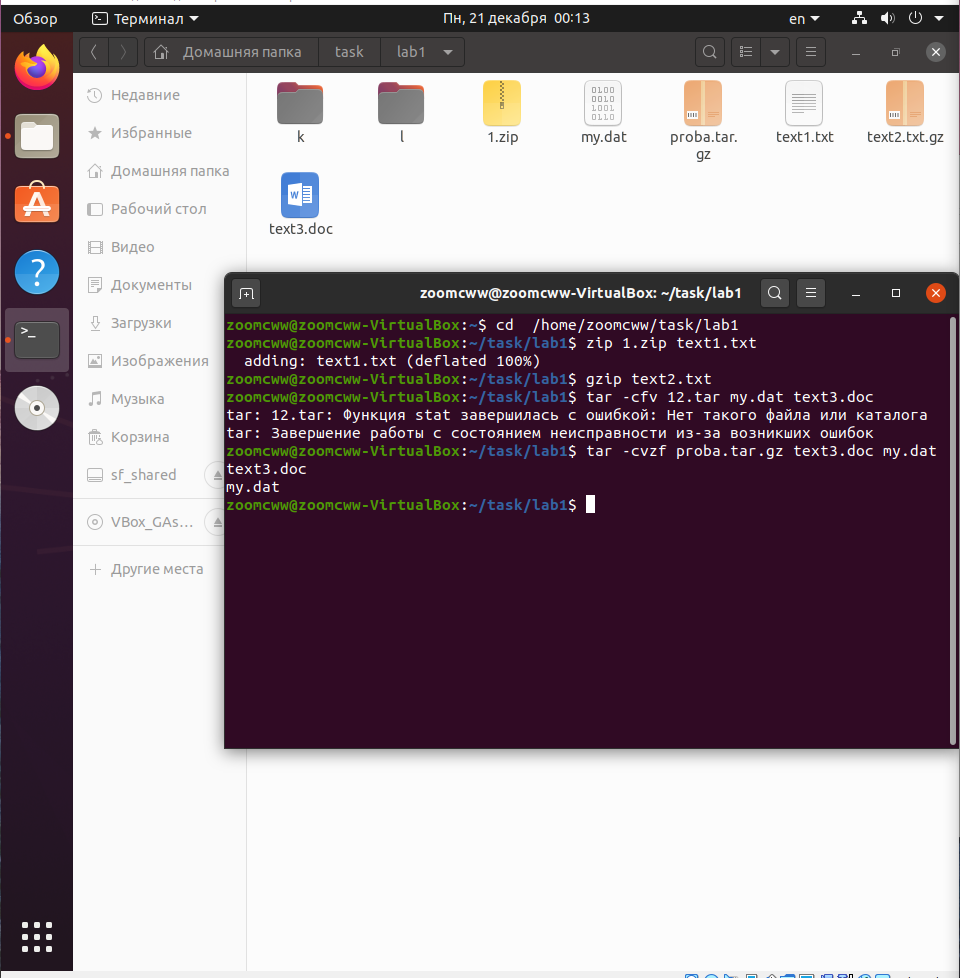 Обзор Терминал Пн, 21 декабря 00:13 en
Домашняя папка task lab1
Недавние
Избранные
Домашняя папка
Рабочий стол
Видео
Документы
Загрузки
Изображения
Музыка
Корзина
sf_shared
VBox_GAs...
Другие места
k l 1.zip my.dat proba.tar. text1.txt text2.txt.gz
gz
text3.doc
zoomcww@zoomcww-VirtualBox: ~/task/lab1
zoomcww@zoomcww-VirtualBox:~$ cd  /home/zoomcww/task/lab1
zoomcww@zoomcww-VirtualBox:~/task/lab1$ zip 1.zip text1.txt
  adding: text1.txt (deflated 100%)
zoomcww@zoomcww-VirtualBox:~/task/lab1$ gzip text2.txt
zoomcww@zoomcww-VirtualBox:~/task/lab1$ tar -cfv 12.tar my.dat text3.doc
tar: 12.tar: Функция stat завершилась с ошибкой: Нет такого файла или каталога
tar: Завершение работы с состоянием неисправности из-за возникших ошибок
zoomcww@zoomcww-VirtualBox:~/task/lab1$ tar -cvzf proba.tar.gz text3.doc my.dat
text3.doc
my.dat
zoomcww@zoomcww-VirtualBox:~/task/lab1$